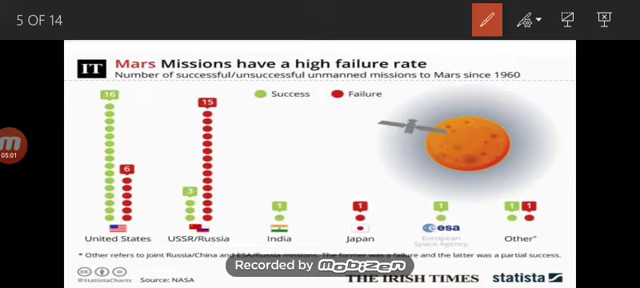 5 OF 14
IT
Mars Missions have a high failure rate
Number of successful/unsuccessful unmanned missions to Mars since 1960
Success Failure
16
6
3
15
1
1
1
1
1
05:01
United States
USSR/Russia
India
Japan
esa
European
Space Agency
Other*
* Other refers to joint Russia/China and ESA/Russia missions. The former was a failure and the latter was a partial success.
@StatistaCharts Source: NASA
Recorded by mobizen
THE IRISH TIMES
statista